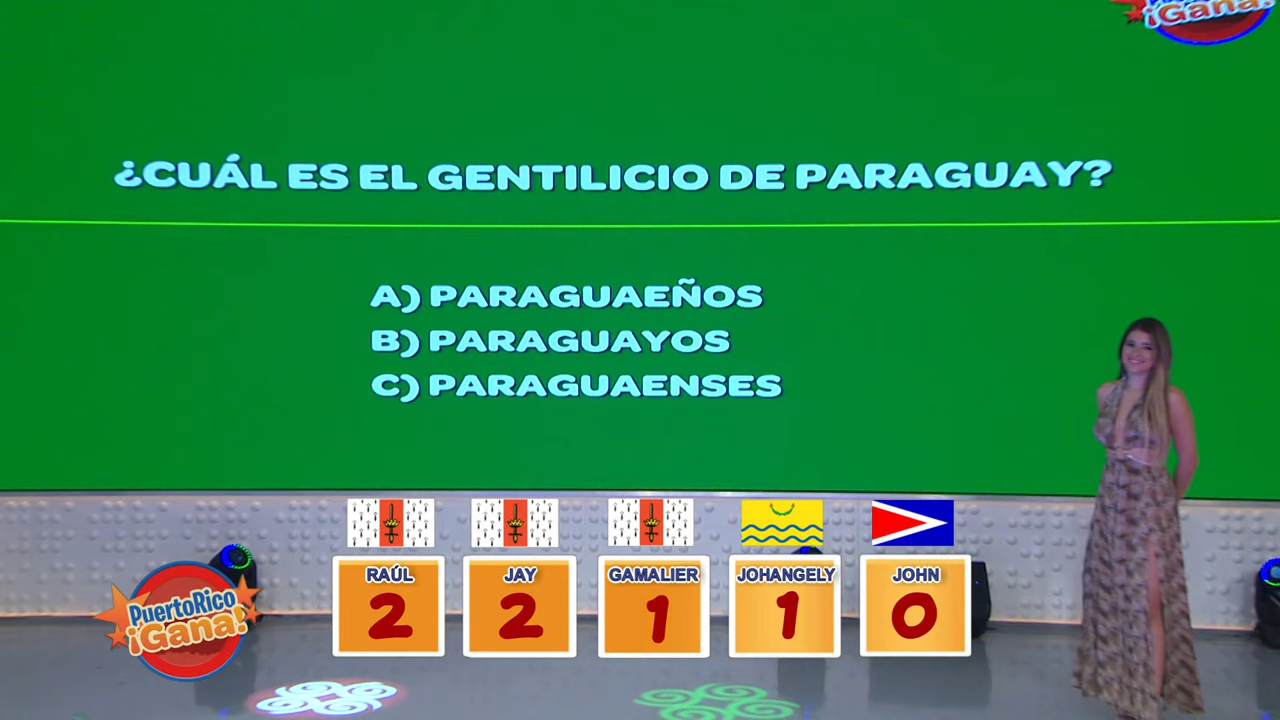 ¡Gana!
¿CUÁL ES EL GENTILICIO DE PARAGUAY?
A) PARAGUAEÑOS
B) PARAGUAYOS
C) PARAGUAENSES
RAÚL
JAY
GAMALIER
JOHANGELY
JOHN
2
2
1
1
0
PuertoRico
¡Gana!